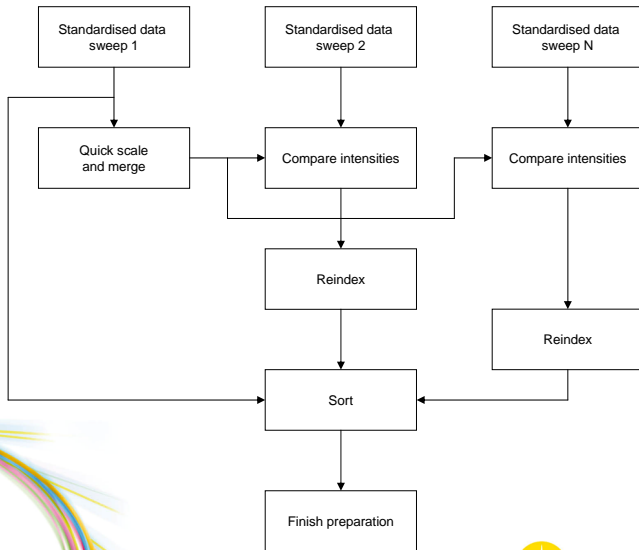 Standardised data
sweep 1
Standardised data
sweep 2
Standardised data
sweep N
Quick scale
and merge
Compare intensities
Compare intensities
Reindex
Reindex
Sort
Finish preparation